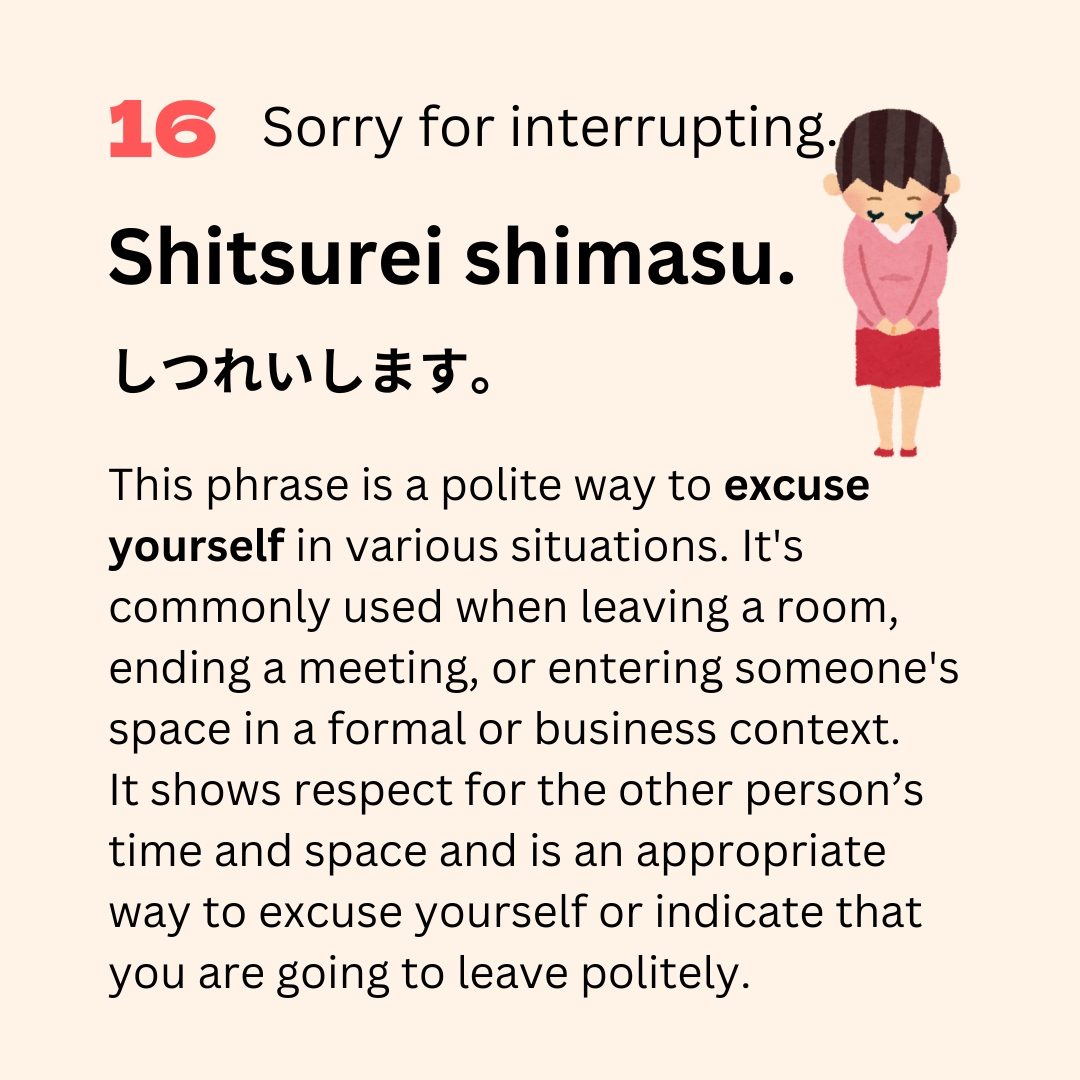 16 Sorry for interrupting.
Shitsurei shimasu.
しつれいします。
This phrase is a polite way to excuse
yourself in various situations. It's
commonly used when leaving a room,
ending a meeting, or entering someone's
space in a formal or business context.
It shows respect for the other person’s
time and space and is an appropriate
way to excuse yourself or indicate that
you are going to leave politely.